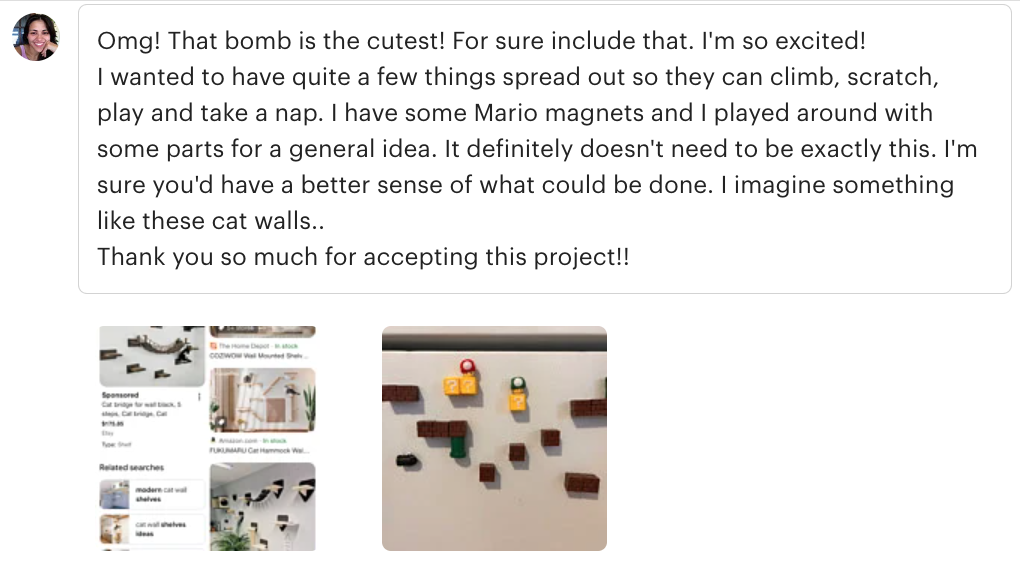 Omg! That bomb is the cutest! For sure include that. I'm so excited!
I wanted to have quite a few things spread out so they can climb, scratch,
play and take a nap. I have some Mario magnets and I played around with
some parts for a general idea. It definitely doesn't need to be exactly this. I'm
sure you'd have a better sense of what could be done. I imagine something
like these cat walls..
Thank you so much for accepting this project!!
The Home Depot · In stock
COZIWOW Wall Mounted Shelv...
Sponsored
Cat bridge for wall black, 5
steps, Cat bridge, Cat
$175.85
Etsy
Type: Shelf
Amazon.com · In stock
FUKUMARU Cat Hammock Wal...
Related searches
modern cat wall
shelves
cat wall shelves
ideas
? ?
?